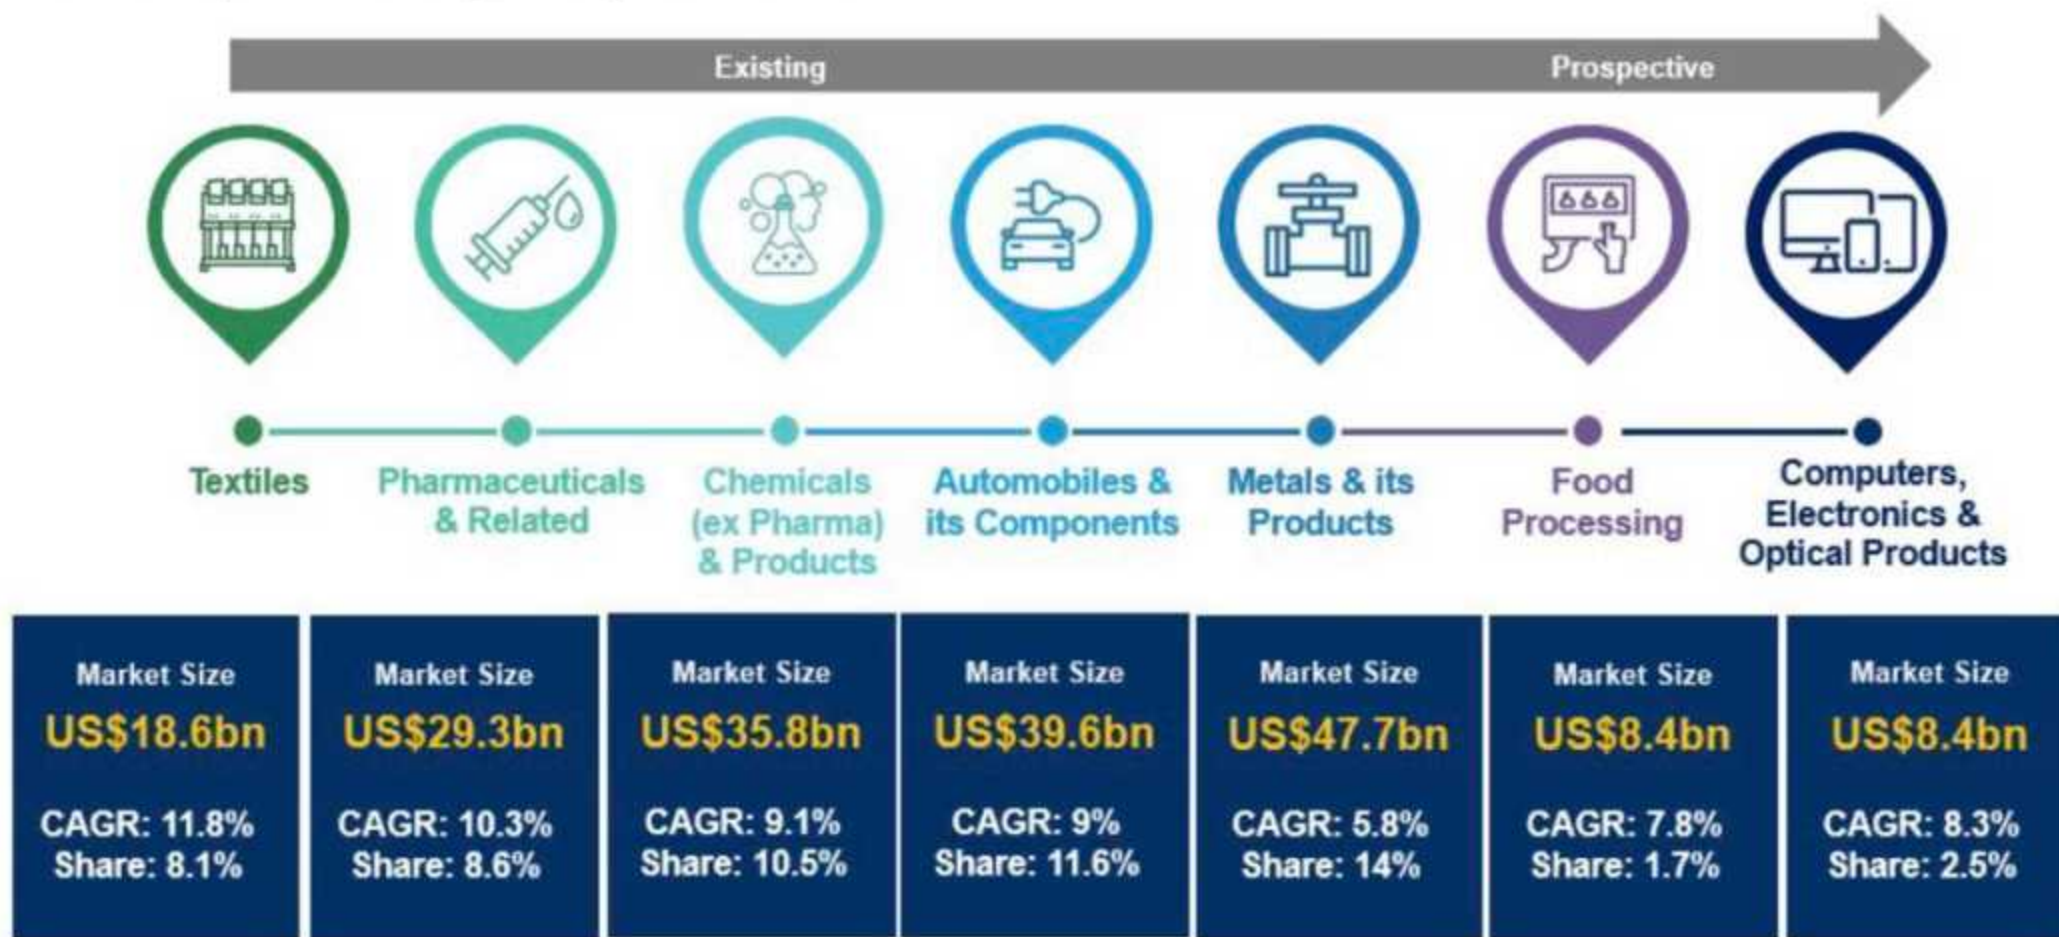 Existing
Prospective
Textiles
Pharmaceuticals
& Related
Chemicals
(ex Pharma)
& Products
Automobiles &
its Components
Metals & its
Products
Food
Processing
Computers,
Electronics &
Optical Products
Market Size
US$18.6bn
CAGR: 11.8%
Share: 8.1%
Market Size
US$29.3bn
CAGR: 10.3%
Share: 8.6%
Market Size
US$35.8bn
CAGR: 9.1%
Share: 10.5%
Market Size
US$39.6bn
CAGR: 9%
Share: 11.6%
Market Size
US$47.7bn
CAGR: 5.8%
Share: 14%
Market Size
US$8.4bn
CAGR: 7.8%
Share: 1.7%
Market Size
US$8.4bn
CAGR: 8.3%
Share: 2.5%